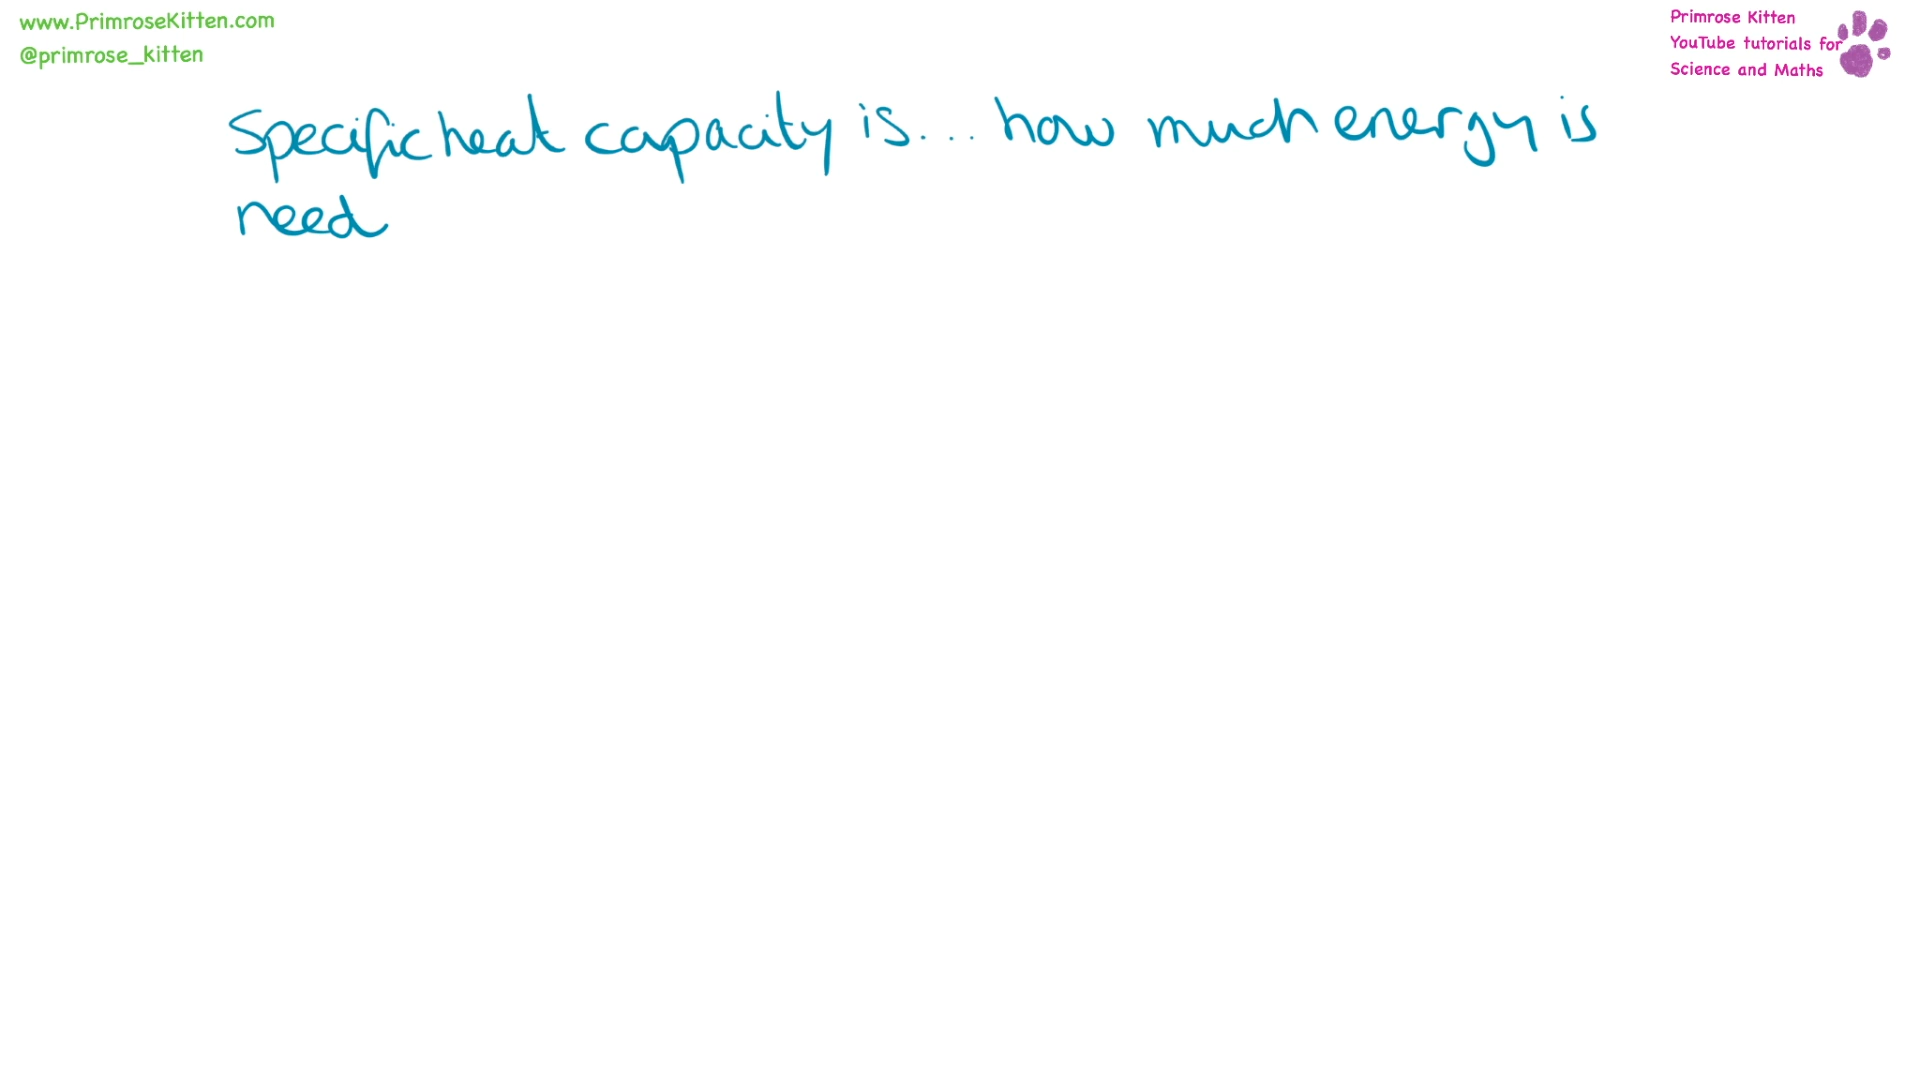 www.PrimroseKitten.com
@primrose_kitten
Primrose Kitten
YouTube tutorials for
Science and Maths
Specific heat capacity is... how much energy is
need